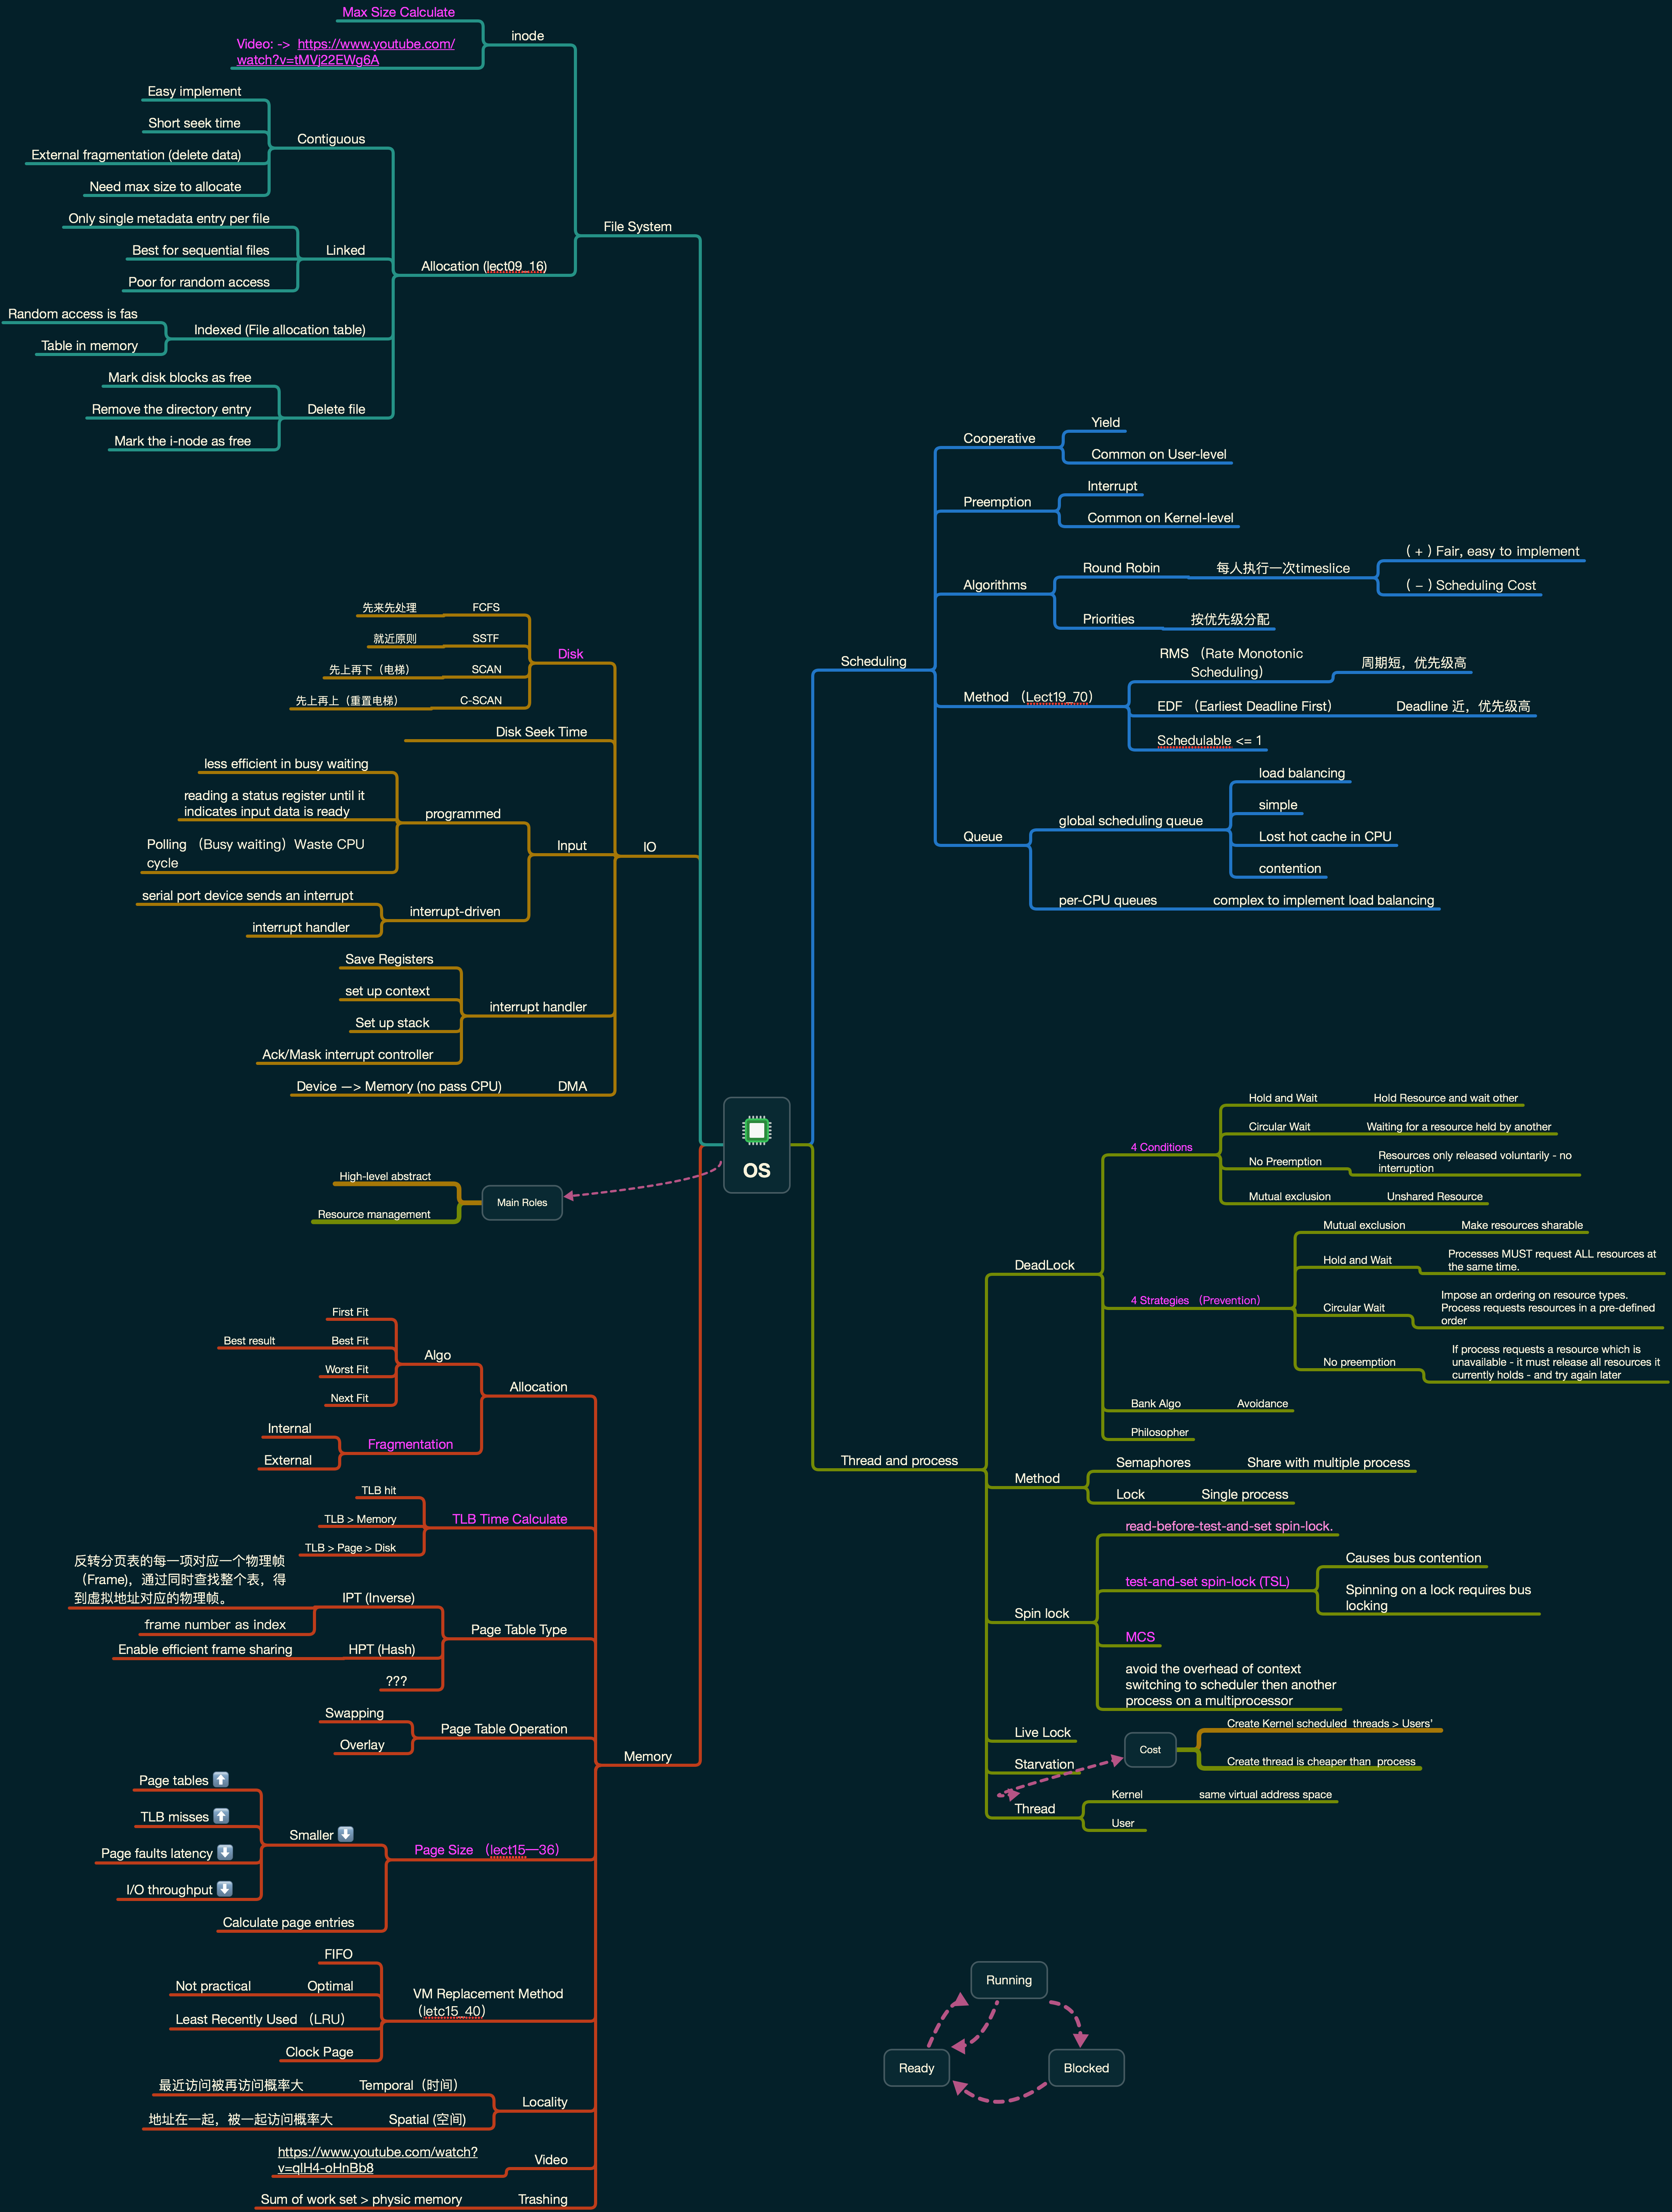 OS
Main Roles
High-level abstract
Resource management
File System
inode
Max Size Calculate
Video: -> https://www.youtube.com/
watch?v=tMVj22EWg6A
Allocation (lect09_16)
Contiguous
Easy implement
Short seek time
External fragmentation (delete data)
Need max size to allocate
Linked
Only single metadata entry per file
Best for sequential files
Poor for random access
Indexed (File allocation table)
Random access is fas
Table in memory
Delete file
Mark disk blocks as free
Remove the directory entry
Mark the i-node as free
IO
Disk
FCFS
先来先处理
SSTF
就近原则
SCAN
先上再下（电梯）
C-SCAN
先上再上（重置电梯）
Disk Seek Time
Input
programmed
less efficient in busy waiting
reading a status register until it
indicates input data is ready
Polling （Busy waiting）Waste CPU
cycle
interrupt-driven
serial port device sends an interrupt
interrupt handler
interrupt handler
Save Registers
set up context
Set up stack
Ack/Mask interrupt controller
DMA
Device —> Memory (no pass CPU)
Memory
Allocation
Algo
First Fit
Best Fit
Best result
Worst Fit
Next Fit
Fragmentation
Internal
External
TLB Time Calculate
TLB hit
TLB > Memory
TLB > Page > Disk
Page Table Type
IPT (Inverse)
反转分页表的每一项对应一个物理帧
（Frame)，通过同时查找整个表，得
到虚拟地址对应的物理帧。
frame number as index
HPT (Hash)
Enable efficient frame sharing
???
Page Table Operation
Swapping
Overlay
Page Size （lect15—36）
Smaller ⬇️
Page tables ⬆️
TLB misses ⬆️
Page faults latency ⬇️
I/O throughput ⬇️
Calculate page entries
VM Replacement Method
（letc15_40）
FIFO
Optimal
Not practical
Least Recently Used （LRU）
Clock Page
Locality
Temporal（时间）
最近访问被再访问概率大
Spatial (空间)
地址在一起，被一起访问概率大
Video
https://www.youtube.com/watch?
v=qlH4-oHnBb8
Trashing
Sum of work set > physic memory
Scheduling
Cooperative
Yield
Common on User-level
Preemption
Interrupt
Common on Kernel-level
Algorithms
Round Robin
每人执行一次timeslice
（ + ) Fair, easy to implement
（ − ) Scheduling Cost
Priorities
按优先级分配
Method （Lect19_70）
RMS （Rate Monotonic
Scheduling）
周期短，优先级高
EDF （Earliest Deadline First）
Deadline 近，优先级高
Schedulable <= 1
Queue
global scheduling queue
load balancing
simple
Lost hot cache in CPU
contention
per-CPU queues
complex to implement load balancing
Thread and process
DeadLock
4 Conditions
Hold and Wait
Hold Resource and wait other
Circular Wait
Waiting for a resource held by another
No Preemption
Resources only released voluntarily - no
interruption
Mutual exclusion
Unshared Resource
4 Strategies （Prevention）
Mutual exclusion
Make resources sharable
Hold and Wait
Processes MUST request ALL resources at
the same time.
Circular Wait
Impose an ordering on resource types.
Process requests resources in a pre-defined
order
No preemption
If process requests a resource which is
unavailable - it must release all resources it
currently holds - and try again later
Bank Algo
Avoidance
Philosopher
Method
Semaphores
Share with multiple process
Lock
Single process
Spin lock
read-before-test-and-set spin-lock.
test-and-set spin-lock (TSL)
Causes bus contention
Spinning on a lock requires bus
locking
MCS
avoid the overhead of context
switching to scheduler then another
process on a multiprocessor
Live Lock
Starvation
Cost
Create Kernel scheduled threads > Users'
Create thread is cheaper than process
Thread
Kernel
same virtual address space
User
Running
Ready
Blocked